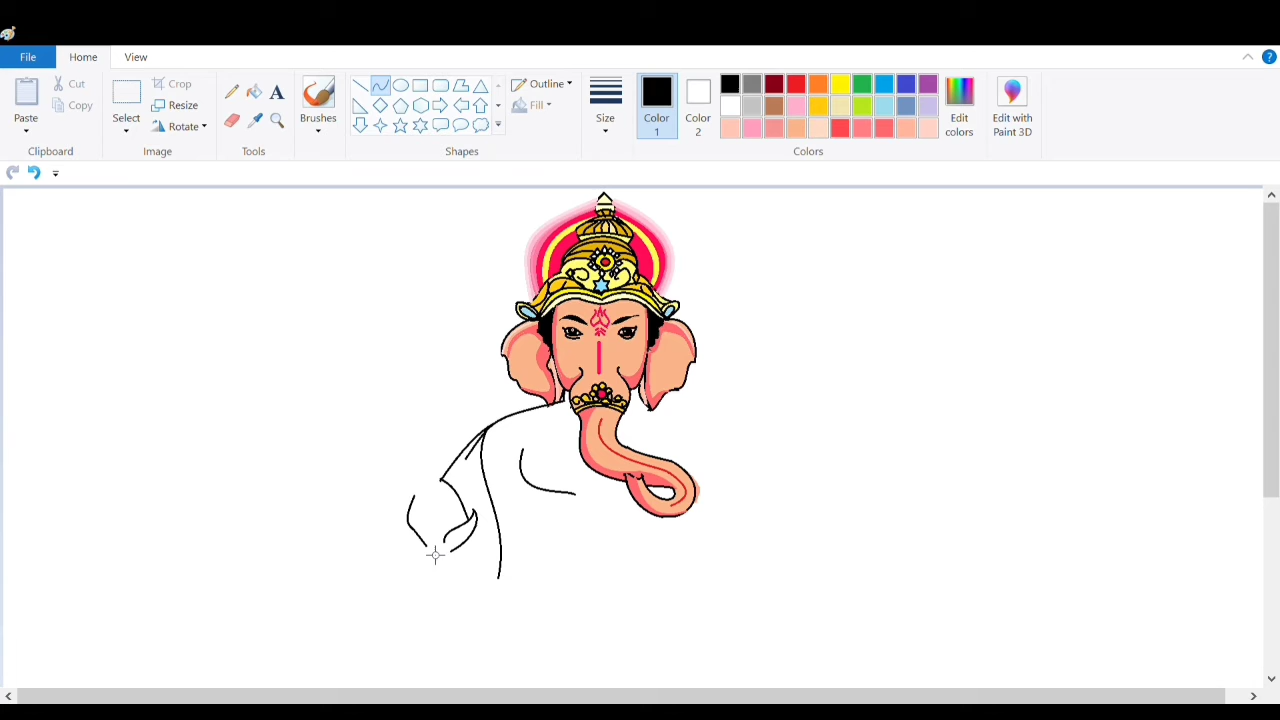 File Home View
Paste Cut Copy
Clipboard
Select Crop Resize Rotate
Image
A
Tools
Brushes
Shapes
Outline
Fill
Size
Color 1
Color 2
Edit colors
Colors
Edit with Paint 3D
?